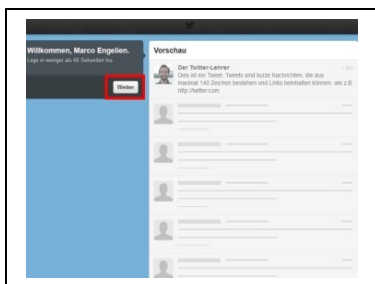 Willkommen, Marco Engelien.
Lege in weniger als 60 Sekunden los.
Weiter
Vorschau
Der Twitter-Lehrer
Dies ist ein Tweet. Tweets sind kurze Nachrichten, die aus
maximal 140 Zeichen bestehen und Links beinhalten können, wie z.B
http://twitter.com.